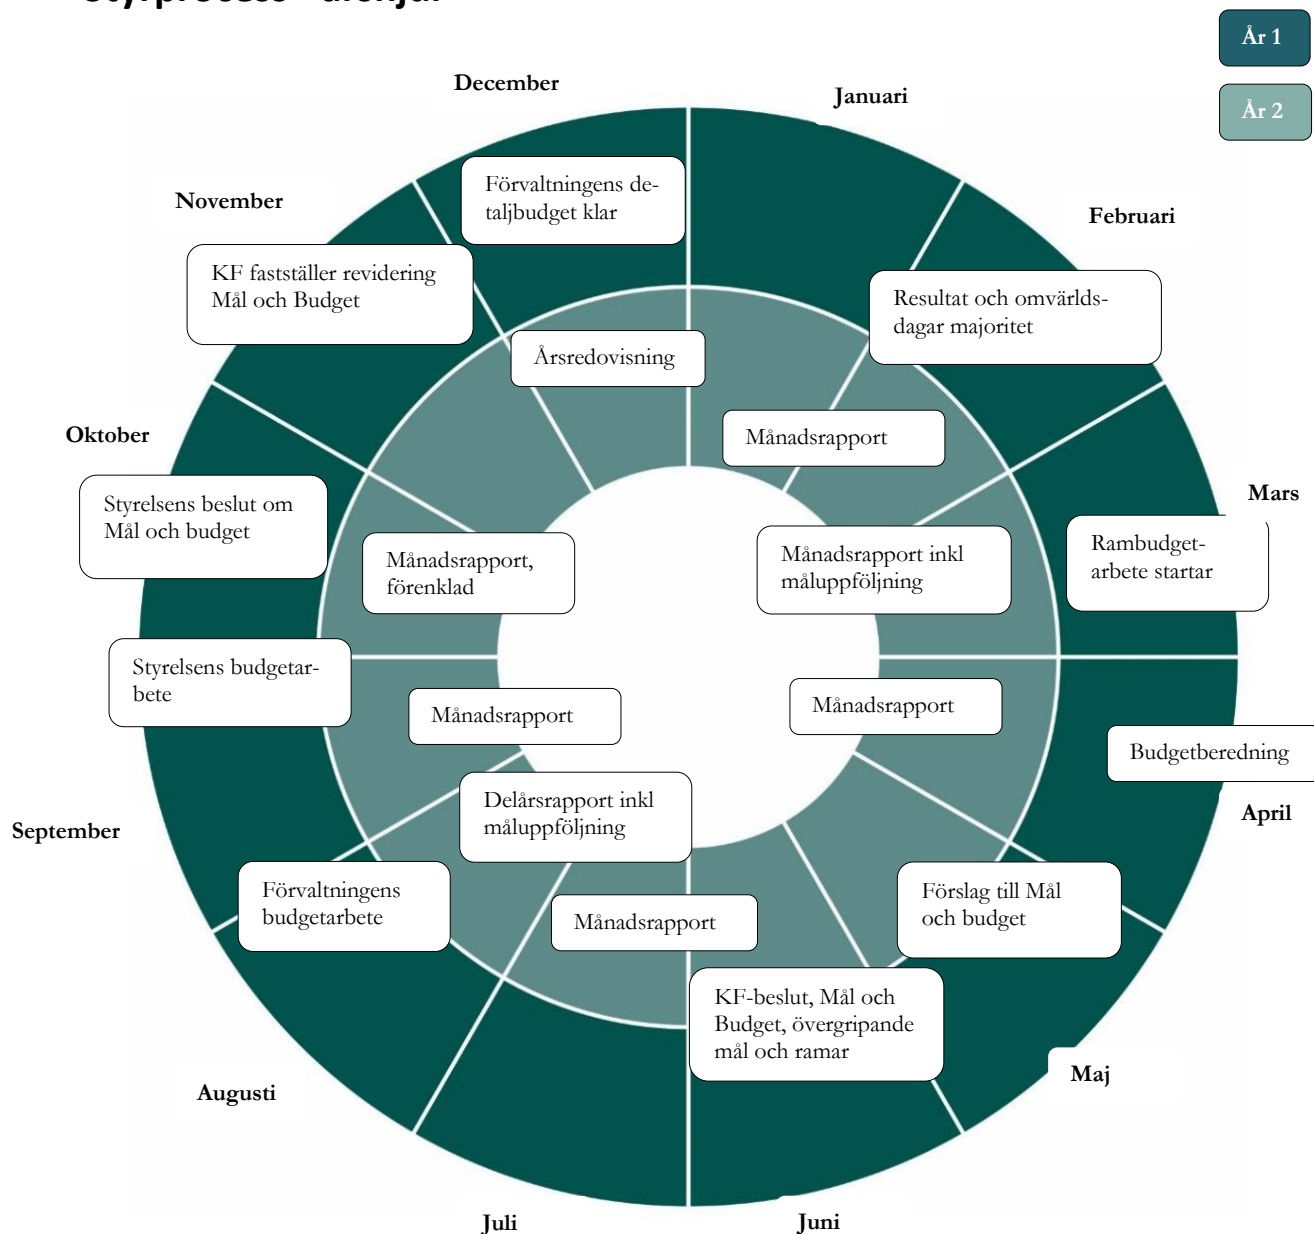 År 1
År 2
December
Januari
November
Februari
Förvaltningens de-
taljbudget klar
KF fastställer revidering
Mål och Budget
Resultat och omvärlds-
dagar majoritet
Årsredovisning
Månadsrapport
Oktober
Mars
Styrelsens beslut om
Mål och budget
Månadsrapport,
förenklad
Månadsrapport inkl
måluppföljning
Rambudget-
arbete startar
Styrelsens budgetar-
bete
Månadsrapport
Månadsrapport
Budgetberedning
April
September
Delårsrapport inkl
måluppföljning
Förvaltningens
budgetarbete
Månadsrapport
Förslag till Mål
och budget
KF-beslut, Mål och
Budget, övergripande
mål och ramar
Augusti
Maj
Juli
Juni